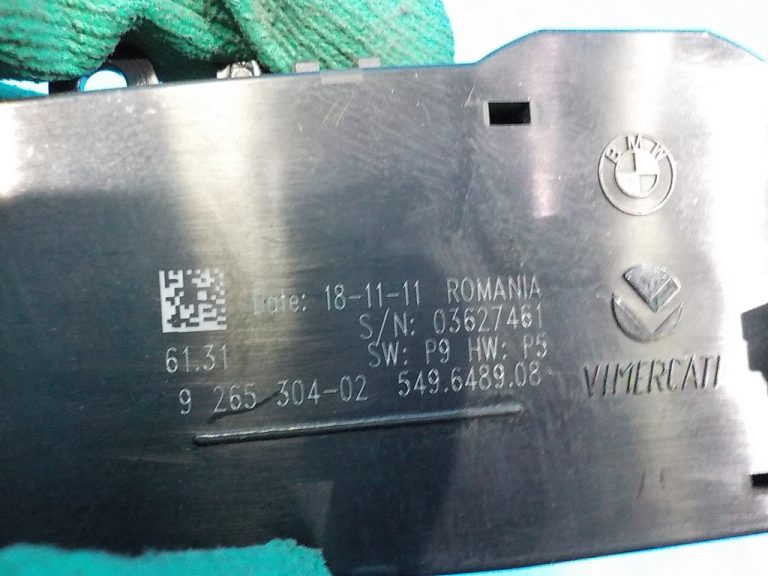 BMW
Date: 18-11-11 ROMANIA
S/N: 03627461
61.31 SW: P9 HW: P5
9 265 304-02 549.6489.08
VIMERCATI